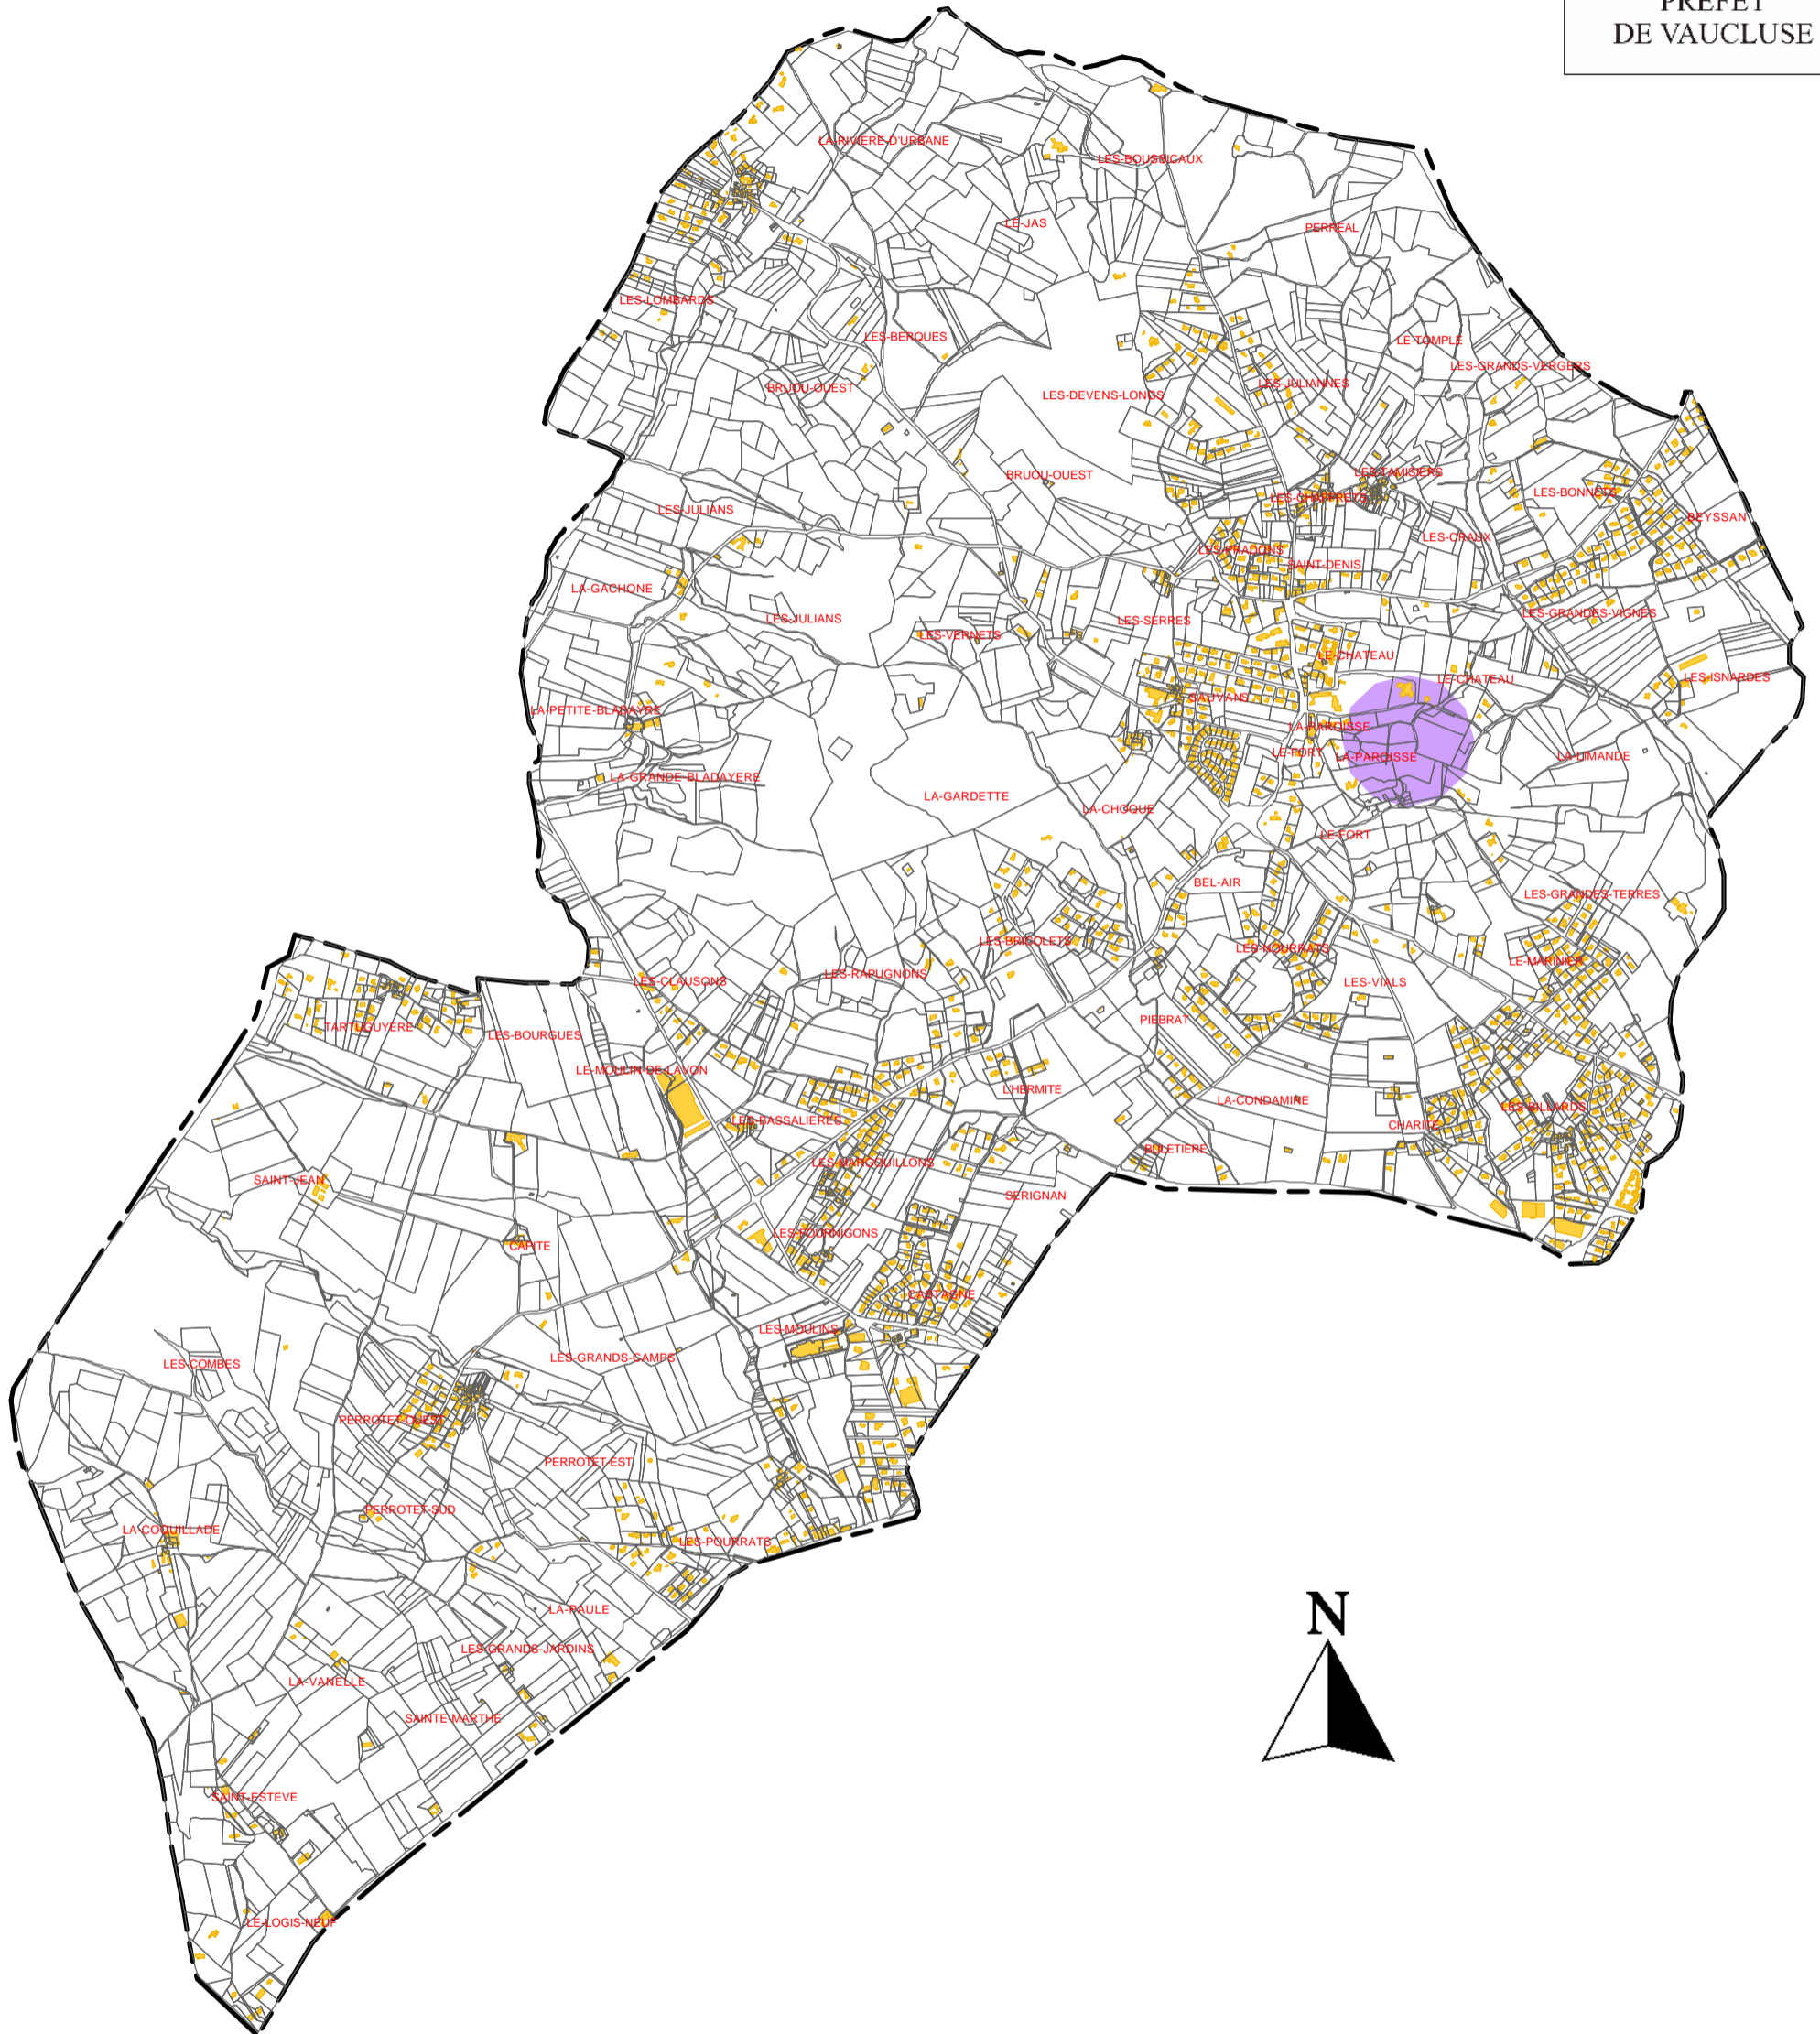 PREFET
DE VAUCLUSE
LA-RIVIERE-D'URBANE
LES-BOUSSICAUX
LE-JAS
PERREAL
LES-LOMBARDS
LES-BERQUES
LE-TOMPLE
LES-GRANDS-VERGERS
BRUOU-OUEST
LES-JULIANNES
LES-DEVENS-LONGS
BRUOU-OUEST
LES-TAMISIERS
LES-BONNETS
LES-JULIANS
BEYSSAN
LES-CRAUX
LES-PRADONS
SAINT-DENIS
LA-GACHONE
LES-JULIANS
LES-SERRES
LES-GRANDES-VIGNES
LES-VERNETS
LE-CHATEAU
LE-CHATEAU
LES-ISNARDES
SAUVANS
LA-PETITE-BLADAYRE
LA-PAROISSE
LE-FORT
LA-PAROISSE
LA-LIMANDE
LA-GRANDE-BLADAYERE
LA-GARDETTE
LA-CHOQUE
LE-FORT
BEL-AIR
LES-GRANDES-TERRES
LES-BRICOLETS
LES-NOURRATS
LE-MARINIER
LES-RAPUGNONS
LES-CLAUSONS
LES-VIALS
PIEBRAT
TARTUGUYERE
LES-BOURGUES
LE-MOULIN-DE-LAVON
L'HERMITE
LA-CONDAMINE
LES-BILLARDS
LES-BASSALIERES
CHARITE
BULETIERE
LES-MARGOUILLONS
SAINT-JEAN
SERIGNAN
LES-FOURNIGONS
CAPITE
CASTAGNE
LES-MOULINS
LES-GRANDS-CAMPS
LES-COMBES
PERROTET-OUEST
PERROTET-EST
PERROTET-SUD
LA-COQUILLADE
LES-POURRATS
N
LA-PAULE
LES-GRANDS-JARDINS
LA-VANELLE
SAINTE-MARTHE
SAINT-ESTEVE
LE-LOGIS-NEUF